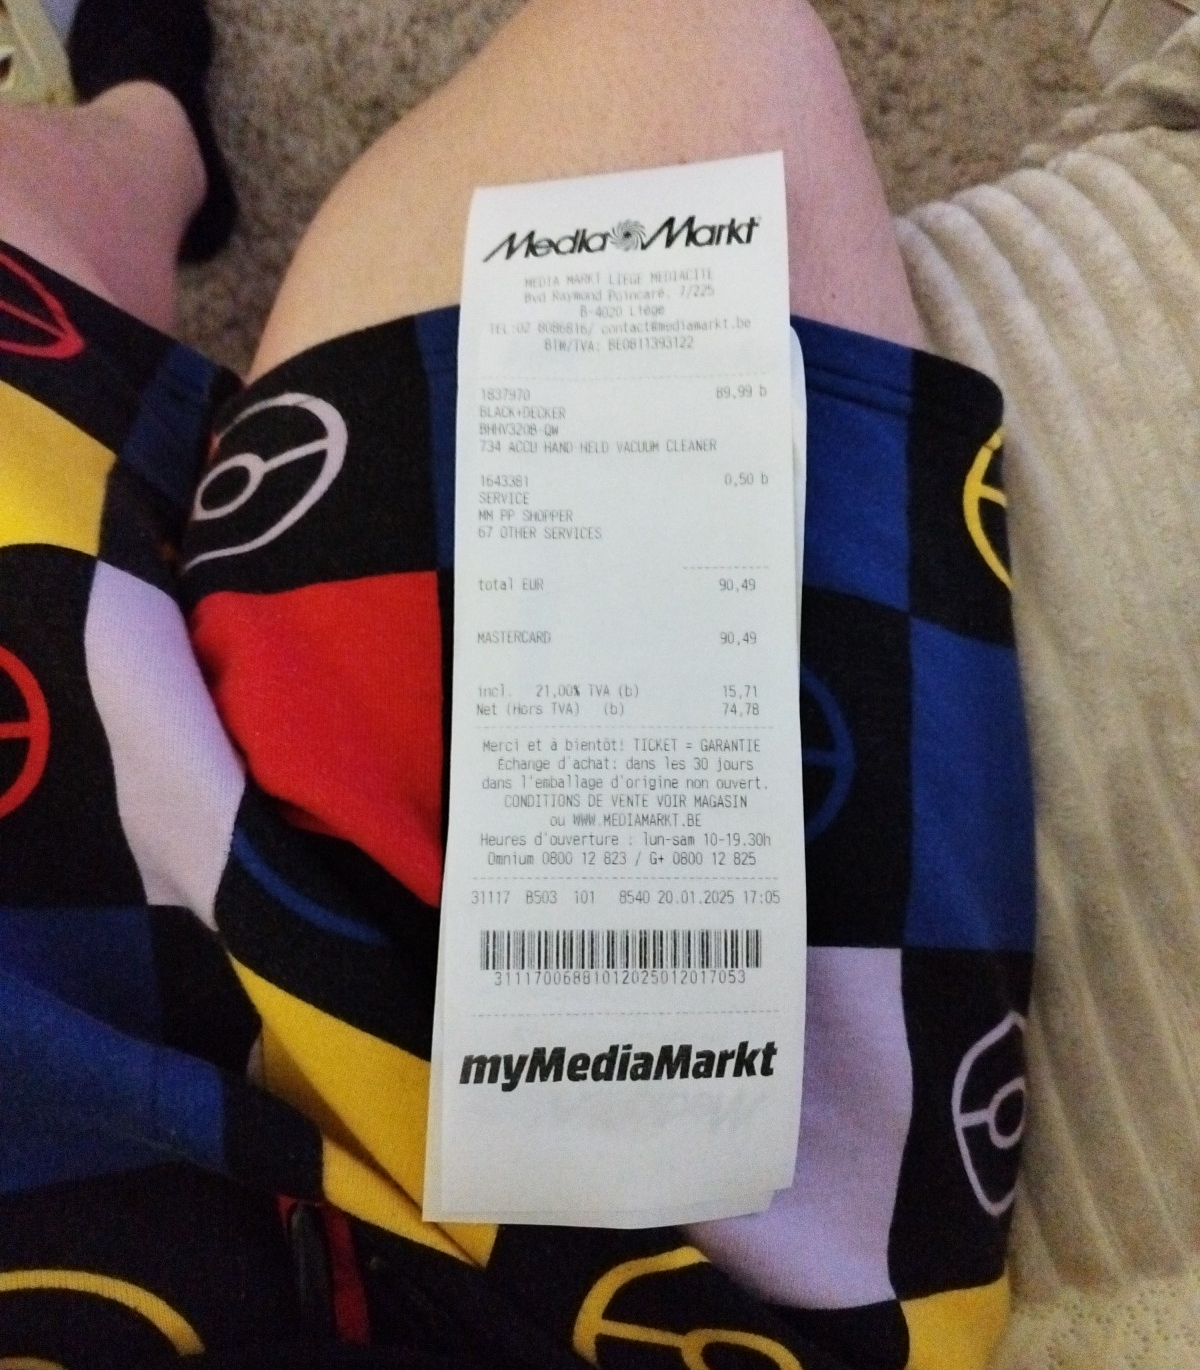 Media Markt
MEDIA MARKT LIEGE MEDIACITE
Bvd Raymond Poincaré, 7/225
B-4020 Liège
TEL:02 8086816/ contact@mediamarkt.be
BTW/TVA: BE0811393122
1837970 89,99 b
BLACK+DECKER
BHHV320B-QW
734 ACCU HAND HELD VACUUM CLEANER
1643381 0,50 b
SERVICE
MM PP SHOPPER
67 OTHER SERVICES
total EUR 90,49
MASTERCARD 90,49
incl. 21,00% TVA (b) 15,71
Net (Hors TVA) (b) 74,78
Merci et à bientôt! TICKET = GARANTIE
Échange d'achat: dans les 30 jours
dans l'emballage d'origine non ouvert.
CONDITIONS DE VENTE VOIR MAGASIN
ou WWW.MEDIAMARKT.BE
Heures d'ouverture : lun-sam 10-19.30h
Omnium 0800 12 823 / G+ 0800 12 825
31117 B503 101 8540 20.01.2025 17:05
31117006881012025012017053
myMediaMarkt